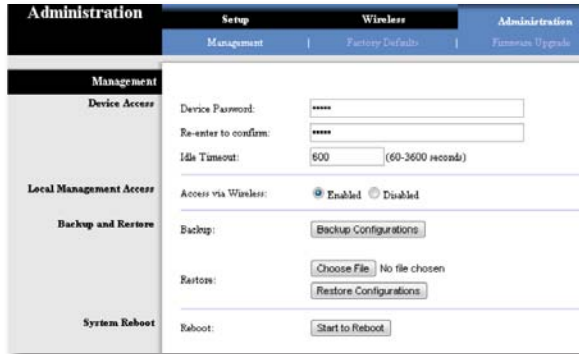 Administration
Setup Wireless Administration
Management | Factory Defaults | Firmware Upgrade
Management
Device Access
Device Password: •••••
Re-enter to confirm: •••••
Idle Timeout: 600 (60-3600 seconds)
Local Management Access
Access via Wireless: Enabled Disabled
Backup and Restore
Backup: Backup Configurations
Restore: Choose File No file chosen
Restore Configurations
System Reboot
Reboot: Start to Reboot